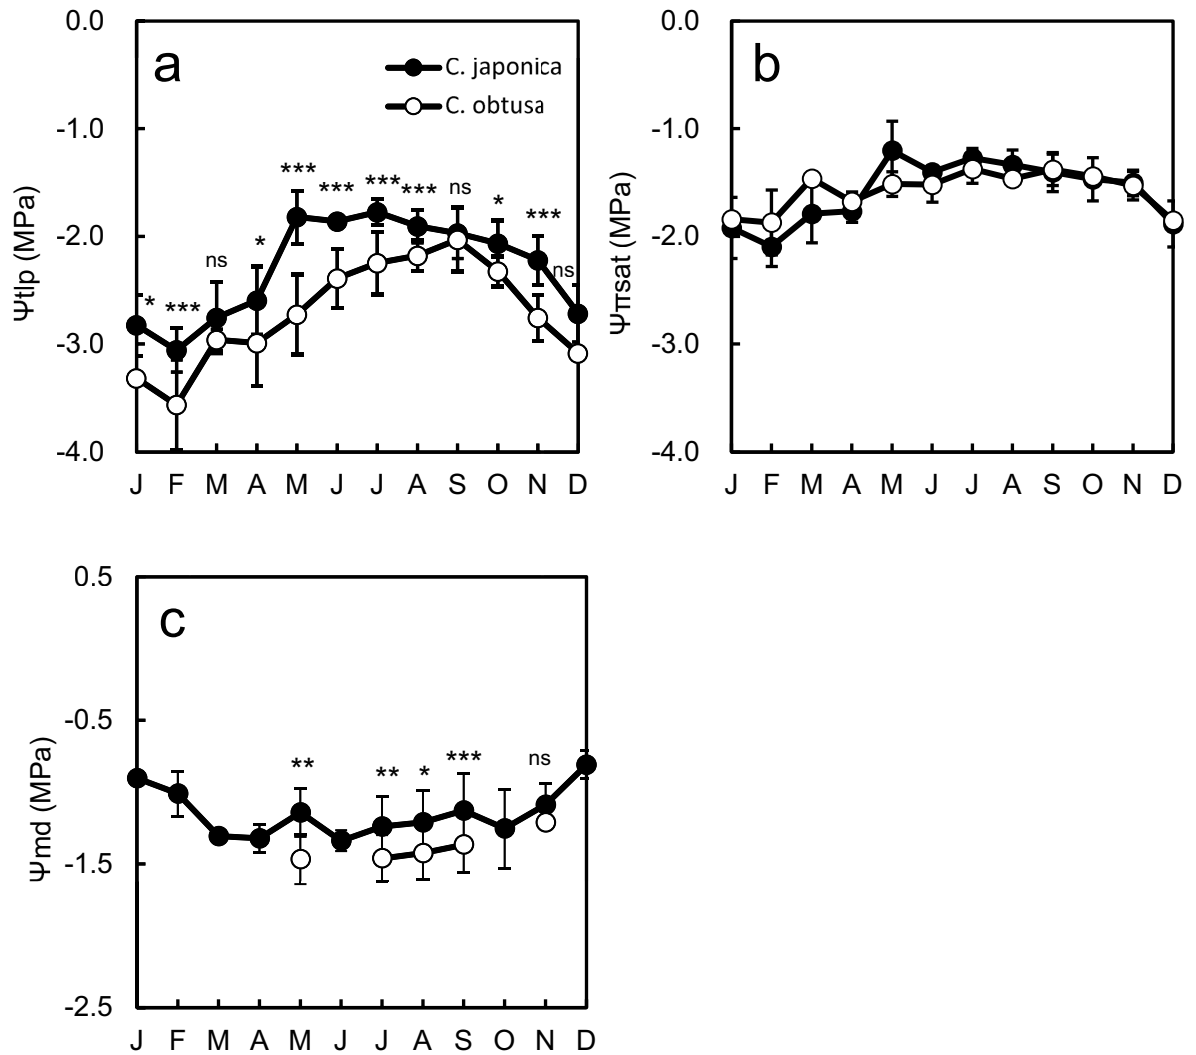 0.0
-1.0
-2.0
-3.0
-4.0
Ψtlp (MPa)
a
C. japonica
C. obtusa
* *** ns * *** *** *** *** ns * *** ns
J F M A M J J A S O N D
0.0
-1.0
-2.0
-3.0
-4.0
Ψπsat (MPa)
b
J F M A M J J A S O N D
0.5
-0.5
-1.5
-2.5
Ψmd (MPa)
c
** ** * *** ns
J F M A M J J A S O N D